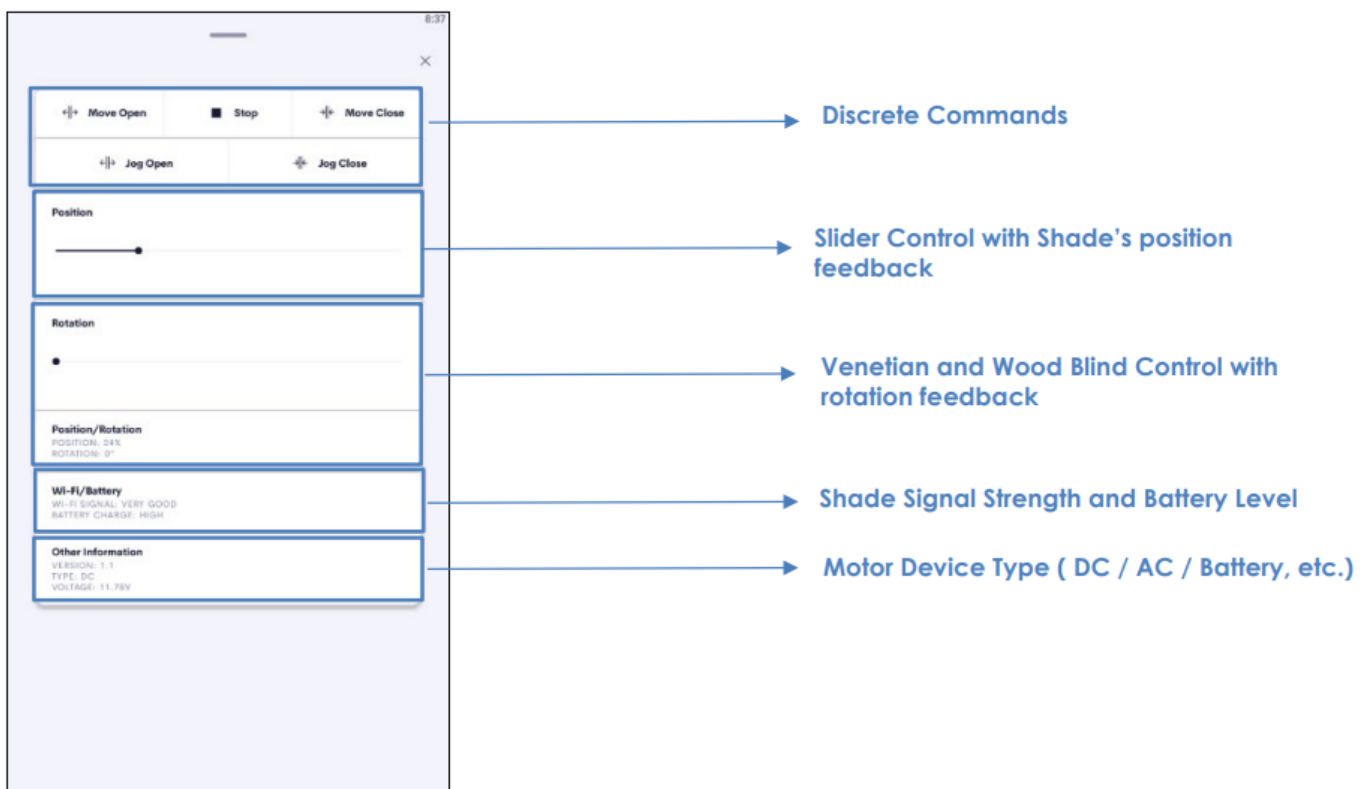 8:37
Move Open
Stop
Move Close
Jog Open
Jog Close
Discrete Commands
Position
Slider Control with Shade's position
feedback
Rotation
Venetian and Wood Blind Control with
rotation feedback
Position/Rotation
POSITION: 24%
ROTATION: 0°
Wi-Fi/Battery
WI-FI SIGNAL: VERY GOOD
BATTERY CHARGE: HIGH
Shade Signal Strength and Battery Level
Other Information
VERSION: 1.1
TYPE: DC
VOLTAGE: 11.78V
Motor Device Type ( DC / AC / Battery, etc.)